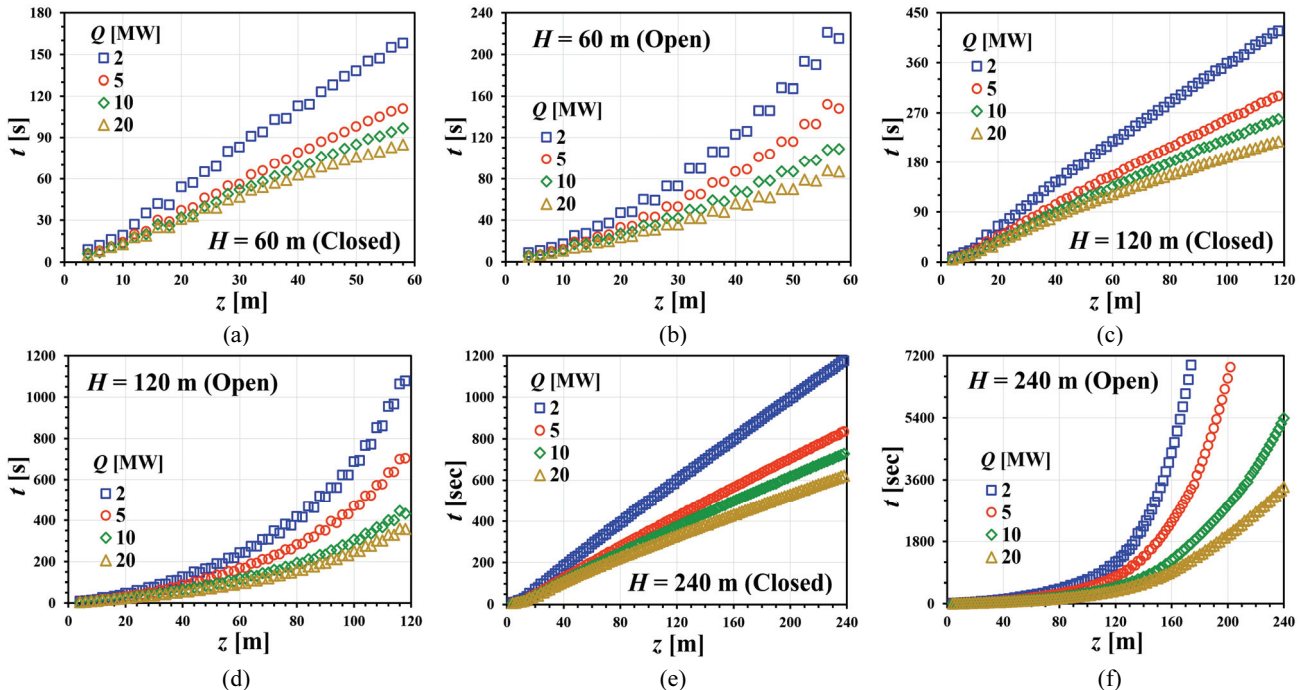 180
150
120
90
60
30
0
t [s]
Q [MW]
2
5
10
20
H = 60 m (Closed)
0 10 20 30 40 50 60
z [m]
(a)
240
200
160
120
80
40
0
t [s]
H = 60 m (Open)
Q [MW]
2
5
10
20
0 10 20 30 40 50 60
z [m]
(b)
450
360
270
180
90
0
t [s]
Q [MW]
2
5
10
20
H = 120 m (Closed)
0 20 40 60 80 100 120
z [m]
(c)
1200
1000
800
600
400
200
0
t [s]
H = 120 m (Open)
Q [MW]
2
5
10
20
0 20 40 60 80 100 120
z [m]
(d)
1200
1000
800
600
400
200
0
t [sec]
Q [MW]
2
5
10
20
H = 240 m (Closed)
0 40 80 120 160 200 240
z [m]
(e)
7200
5400
3600
1800
0
t [sec]
H = 240 m (Open)
Q [MW]
2
5
10
20
0 40 80 120 160 200 240
z [m]
(f)